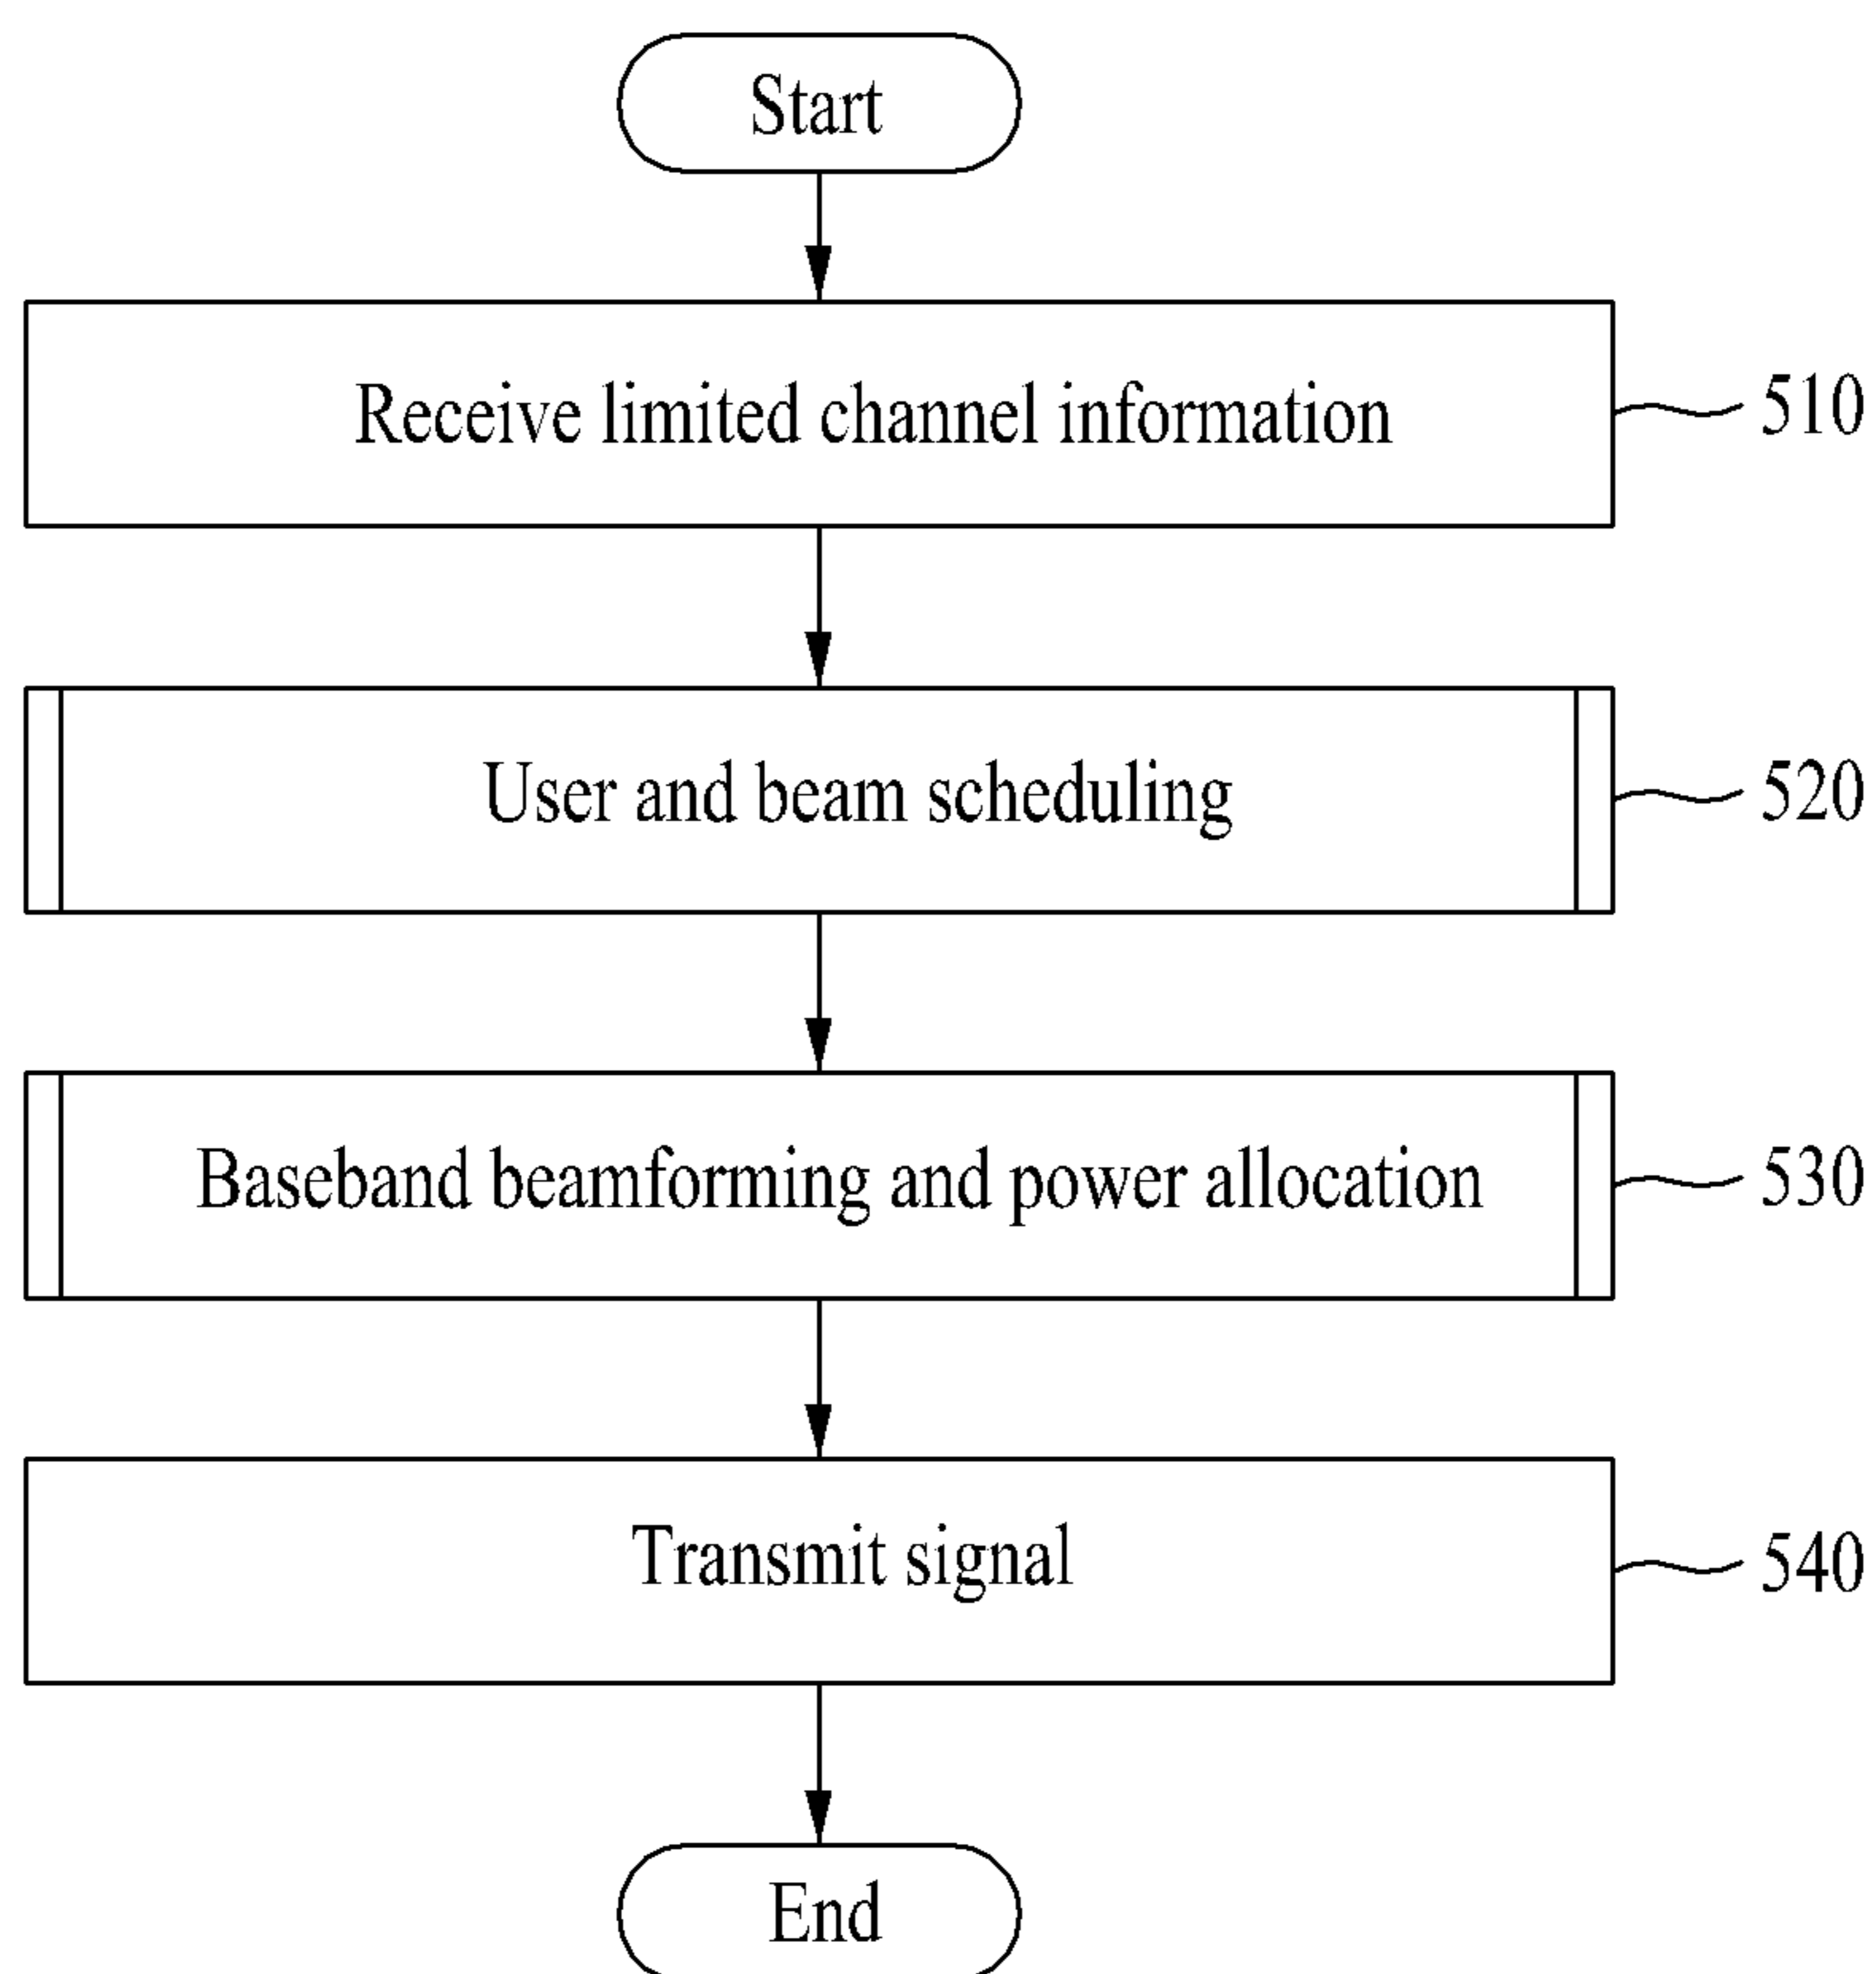 Start
Receive limited channel information
510
User and beam scheduling
520
Baseband beamforming and power allocation
530
Transmit signal
540
End